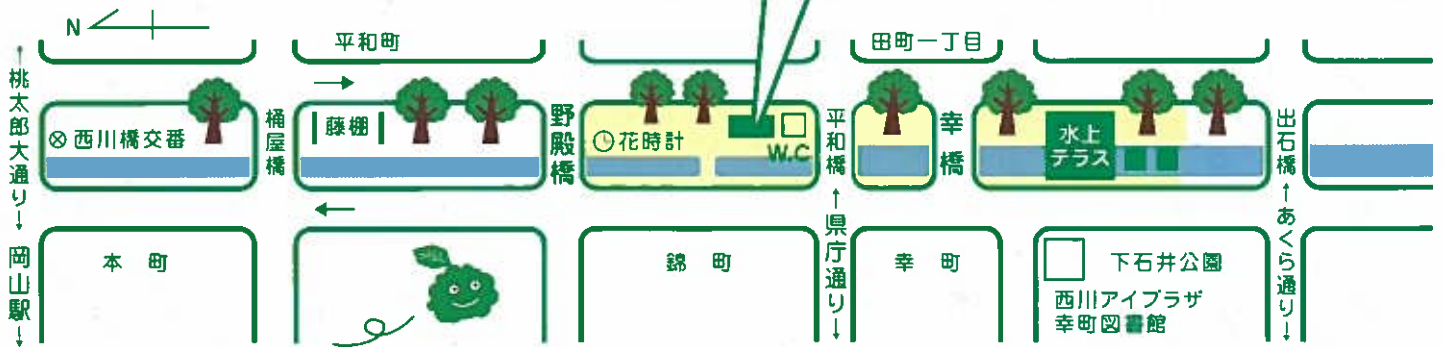 N
平和町
田町一丁目
↑桃太郎大通り↓
岡山駅↓
⊗西川橋交番
桶屋橋
→
藤棚
野殿橋
花時計
W.C
平和橋
幸橋
水上
テラス
出石橋
←
↑県庁通り↓
↑あくら通り↓
本町
錦町
幸町
下石井公園
西川アイプラザ
幸町図書館